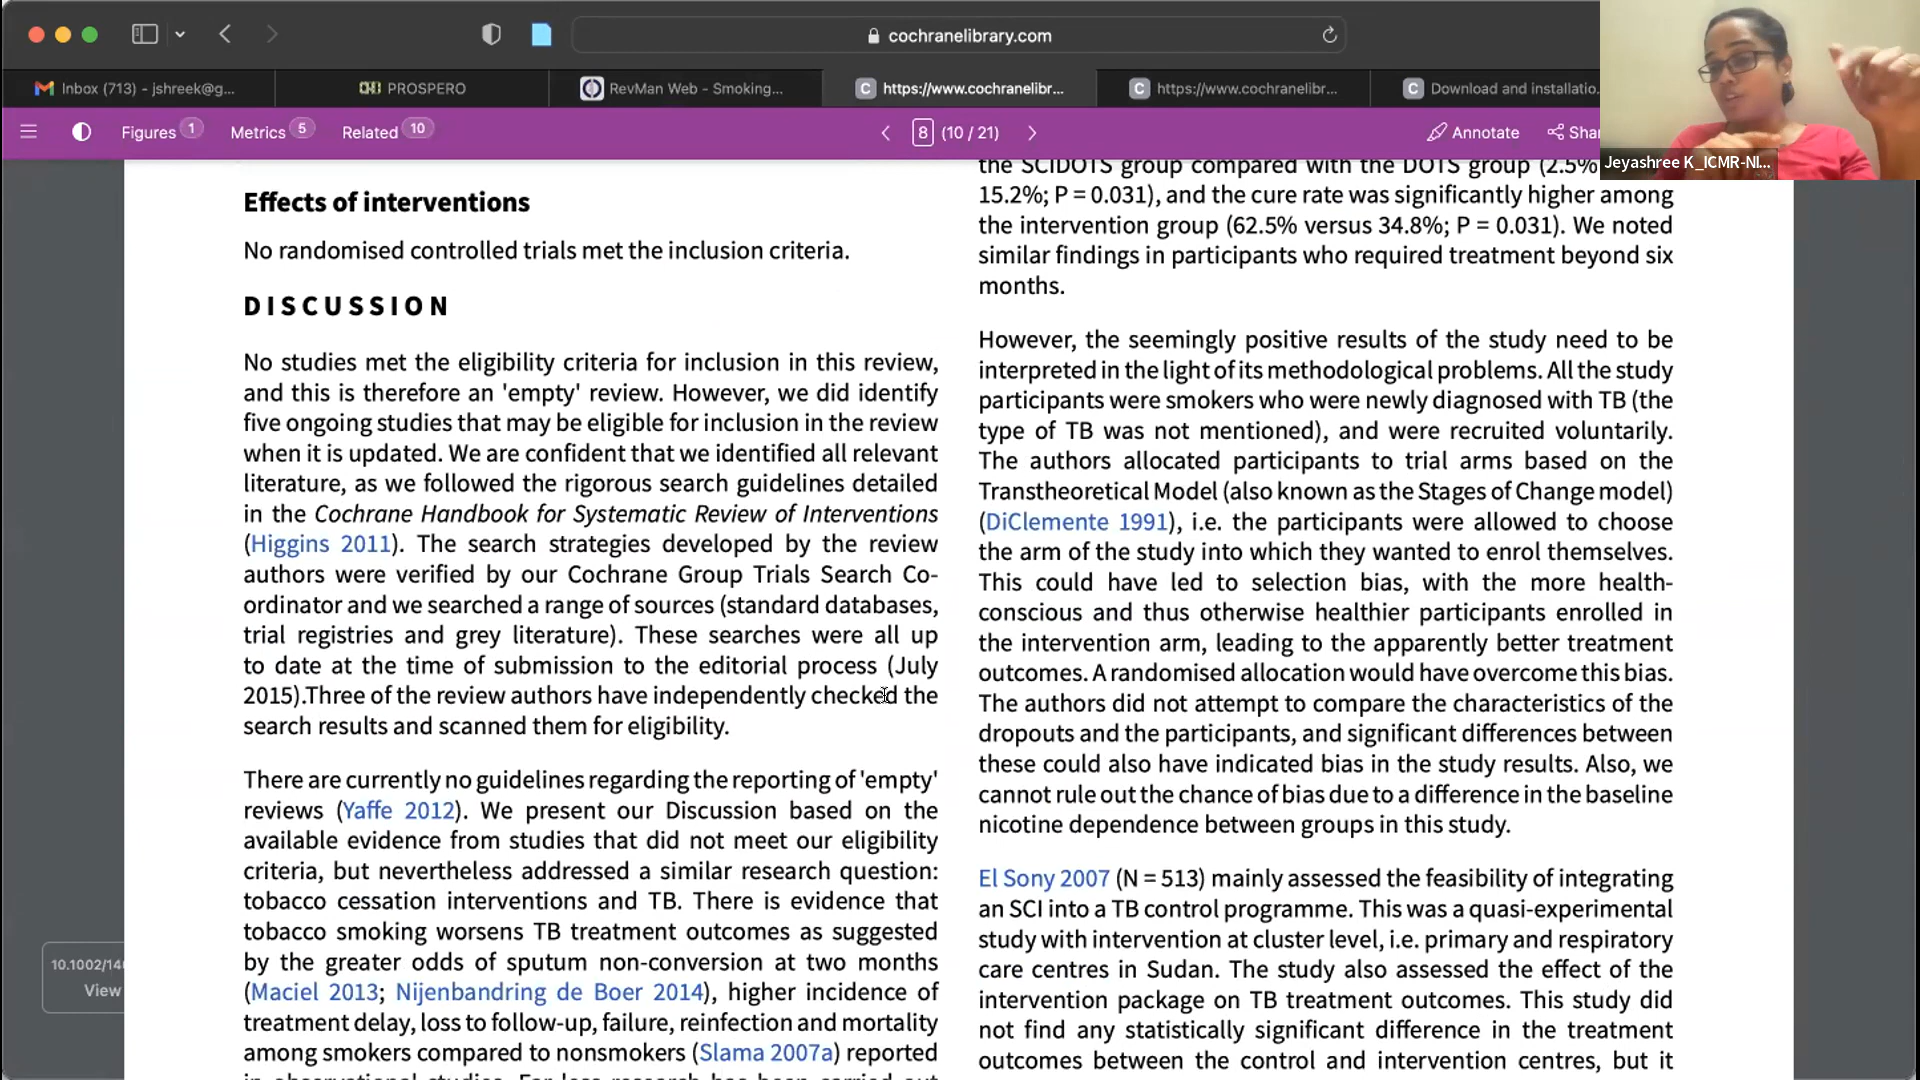 cochranelibrary.com
Inbox (713) - jshreek@g...
PROSPERO
RevMan Web - Smoking...
C https://www.cochranelibr...
C https://www.cochranelibr...
C Download and installatio.
Figures 1
Metrics 5
Related 10
8 (10 / 21)
Annotate
Shar
Jeyashree K_ICMR-NI...
Effects of interventions
No randomised controlled trials met the inclusion criteria.
DISCUSSION
No studies met the eligibility criteria for inclusion in this review,
and this is therefore an 'empty' review. However, we did identify
five ongoing studies that may be eligible for inclusion in the review
when it is updated. We are confident that we identified all relevant
literature, as we followed the rigorous search guidelines detailed
in the Cochrane Handbook for Systematic Review of Interventions
(Higgins 2011). The search strategies developed by the review
authors were verified by our Cochrane Group Trials Search Co-
ordinator and we searched a range of sources (standard databases,
trial registries and grey literature). These searches were all up
to date at the time of submission to the editorial process (July
2015).Three of the review authors have independently checked the
search results and scanned them for eligibility.
There are currently no guidelines regarding the reporting of 'empty'
reviews (Yaffe 2012). We present our Discussion based on the
available evidence from studies that did not meet our eligibility
criteria, but nevertheless addressed a similar research question:
tobacco cessation interventions and TB. There is evidence that
tobacco smoking worsens TB treatment outcomes as suggested
by the greater odds of sputum non-conversion at two months
(Maciel 2013; Nijenbandring de Boer 2014), higher incidence of
treatment delay, loss to follow-up, failure, reinfection and mortality
among smokers compared to nonsmokers (Slama 2007a) reported
the SCIDOTS group compared with the DOTS group (2.5%
15.2%; P = 0.031), and the cure rate was significantly higher among
the intervention group (62.5% versus 34.8%; P = 0.031). We noted
similar findings in participants who required treatment beyond six
months.
However, the seemingly positive results of the study need to be
interpreted in the light of its methodological problems. All the study
participants were smokers who were newly diagnosed with TB (the
type of TB was not mentioned), and were recruited voluntarily.
The authors allocated participants to trial arms based on the
Transtheoretical Model (also known as the Stages of Change model)
(DiClemente 1991), i.e. the participants were allowed to choose
the arm of the study into which they wanted to enrol themselves.
This could have led to selection bias, with the more health-
conscious and thus otherwise healthier participants enrolled in
the intervention arm, leading to the apparently better treatment
outcomes. A randomised allocation would have overcome this bias.
The authors did not attempt to compare the characteristics of the
dropouts and the participants, and significant differences between
these could also have indicated bias in the study results. Also, we
cannot rule out the chance of bias due to a difference in the baseline
nicotine dependence between groups in this study.
El Sony 2007 (N = 513) mainly assessed the feasibility of integrating
an SCI into a TB control programme. This was a quasi-experimental
study with intervention at cluster level, i.e. primary and respiratory
care centres in Sudan. The study also assessed the effect of the
intervention package on TB treatment outcomes. This study did
not find any statistically significant difference in the treatment
outcomes between the control and intervention centres, but it
10.1002/14
View